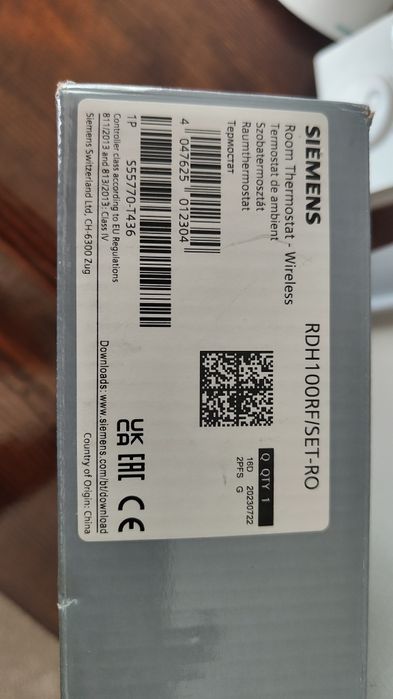 SIEMENS
RDH100RF/SET-RO
Room Thermostat - Wireless
Termostat de ambient
Szobatermosztát
Raumthermostat
Термостат
Q QTY 1
16D 20230722
2PFS G
4 047625 012304
1P S55770-T436
UK CA EAC CE
Controller class according to EU Regulations
811/2013 and 813/2013: Class IV
Downloads: www.siemens.com/bt/download
Siemens Switzerland Ltd, CH-6300 Zug
Country of Origin: China